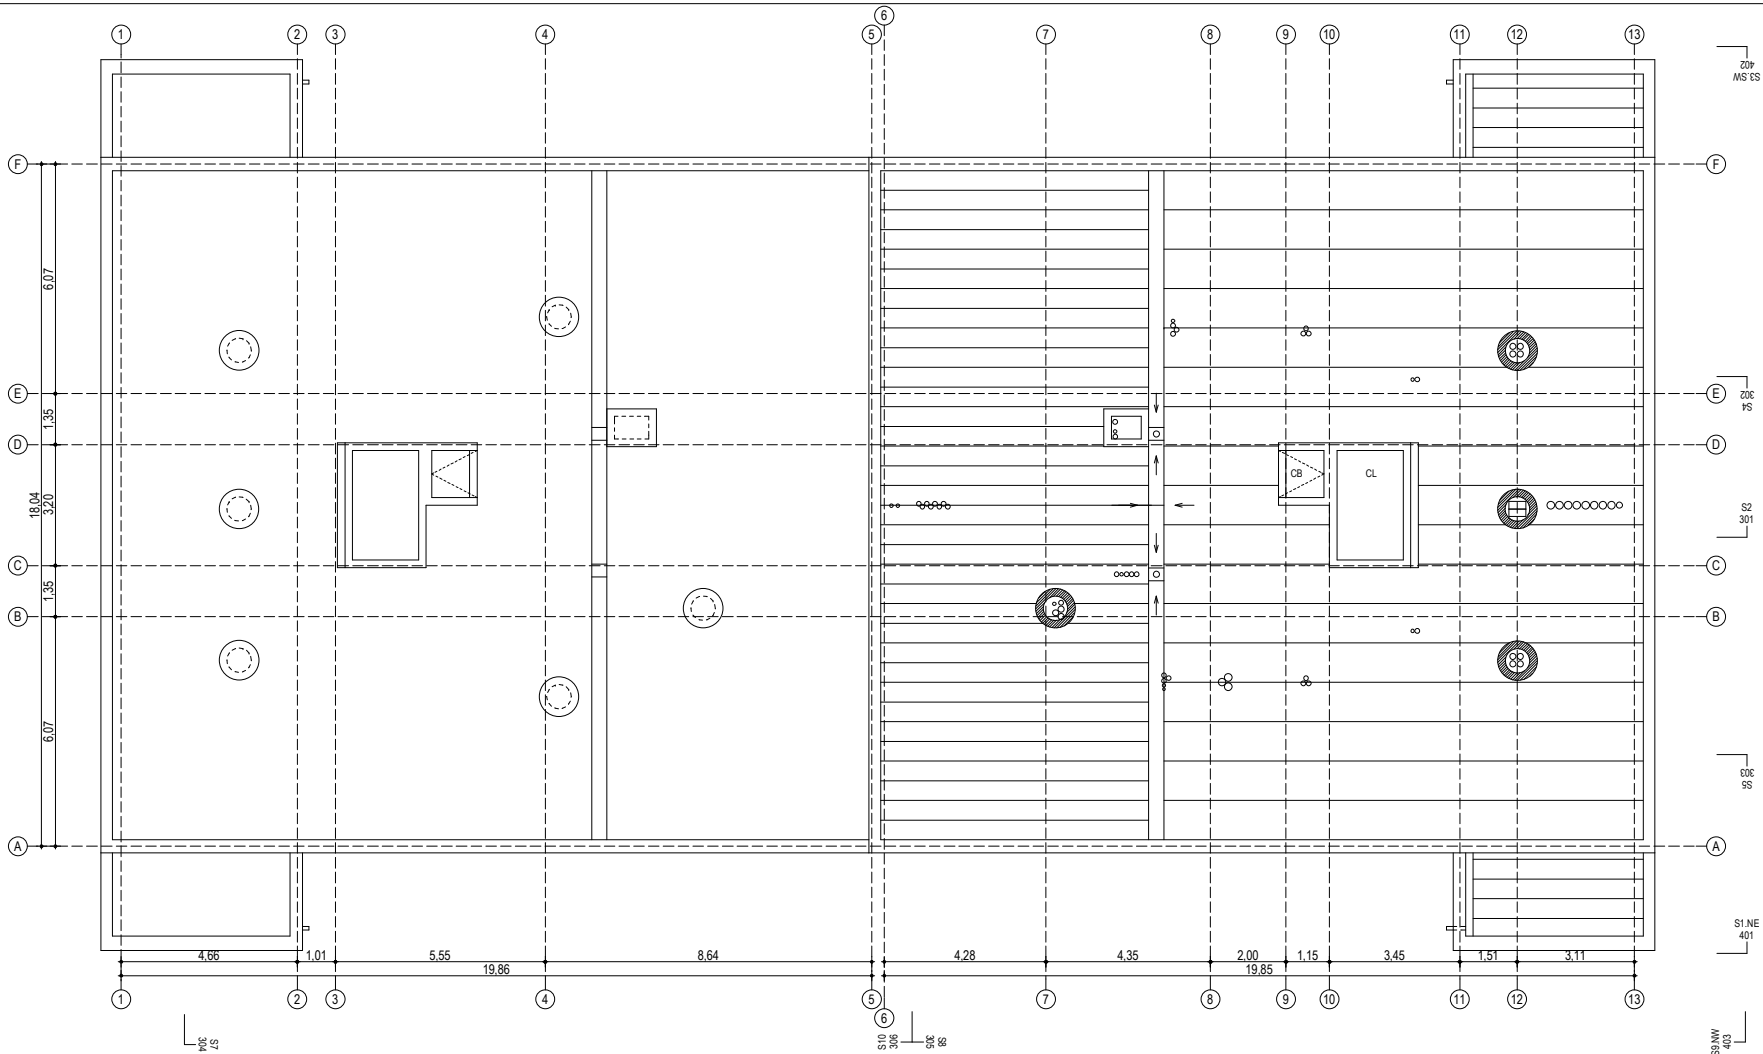 6
1 2 3 4 5 7 8 9 10 11 12 13
402
S3.SW
F F
6,07
E E
302
S4
1,35
D D
CB CL
18,04
3,20
S2
301
C C
1,35
B B
6,07
303
S5
A A
S1.NE
401
4,66 1,01 5,55 8,64 4,28 4,35 2,00 1,15 3,45 1,51 3,11
19,86 19,85
1 2 3 4 5 7 8 9 10 11 12 13
6
S7
304
S10
306
S8
305
S9.NW
403